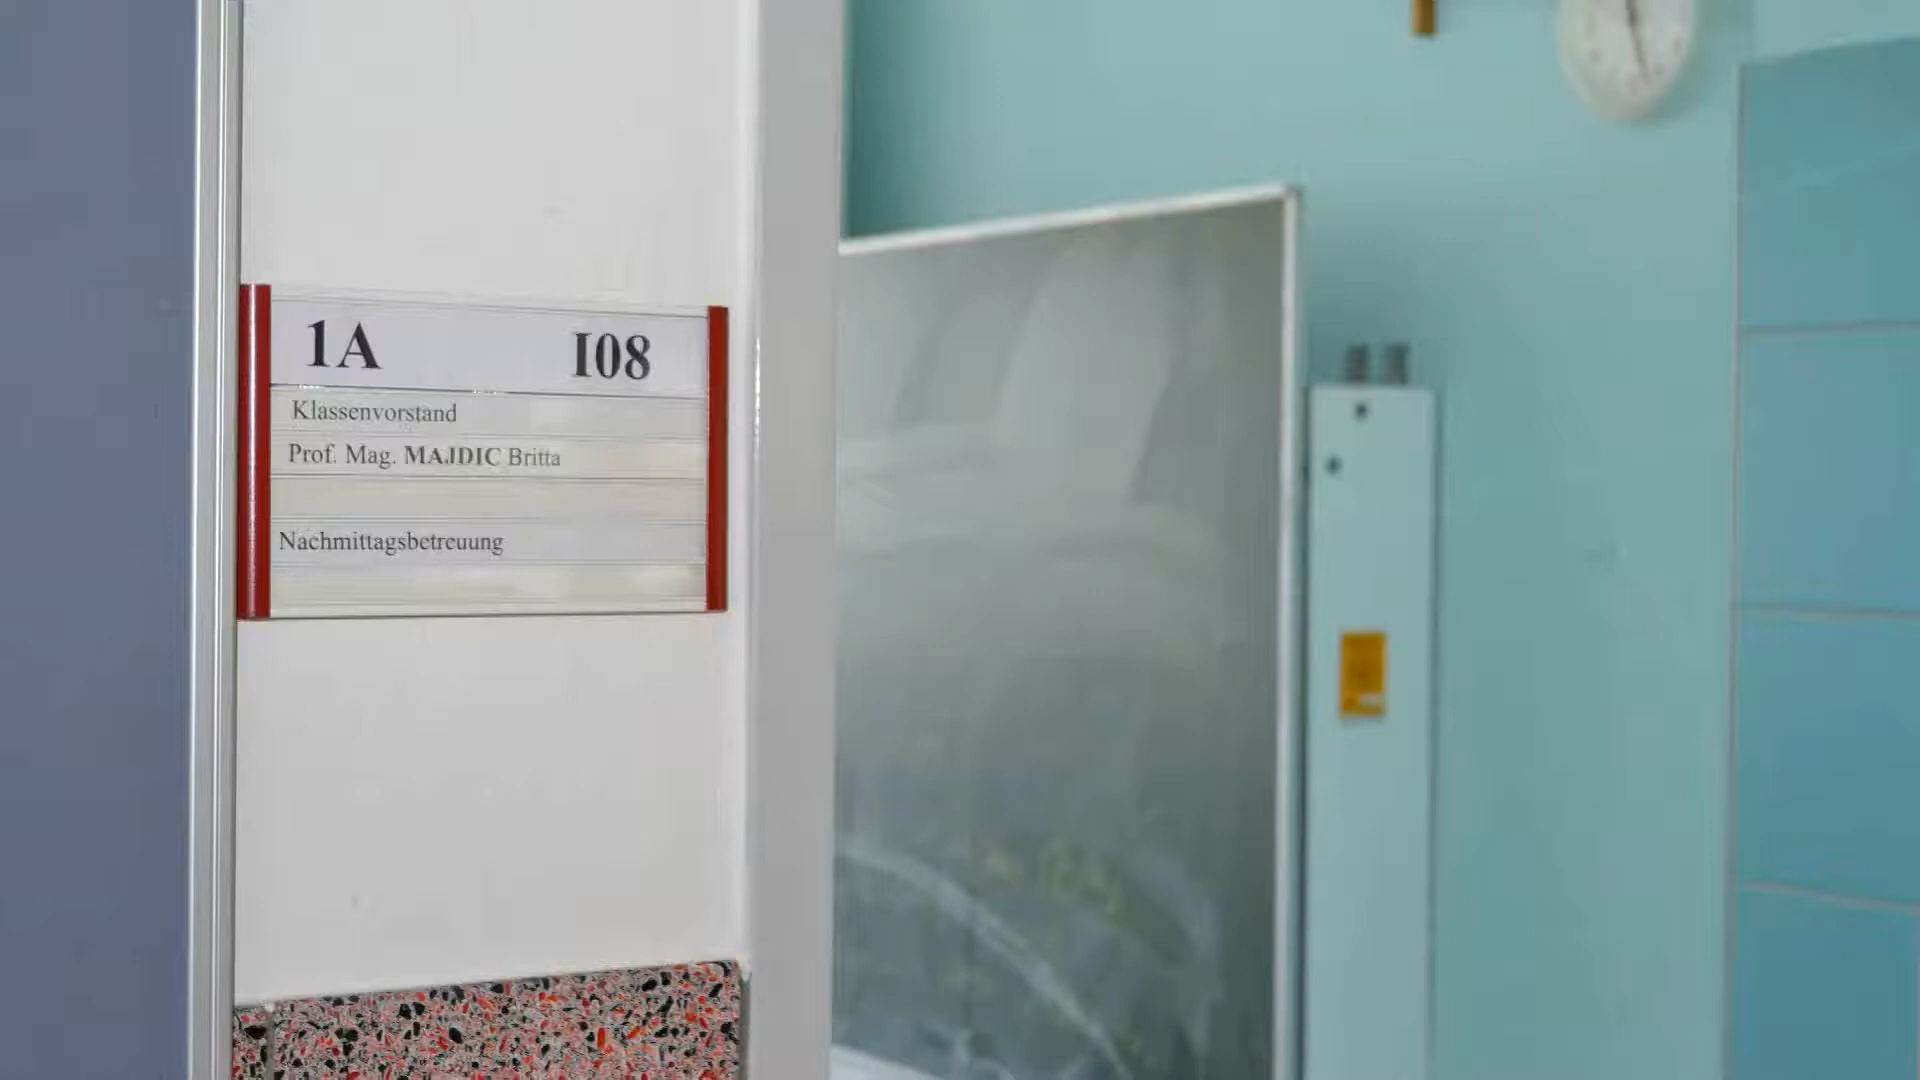 1A I08
Klassenvorstand
Prof. Mag. MAJDIC Britta
Nachmittagsbetreuung